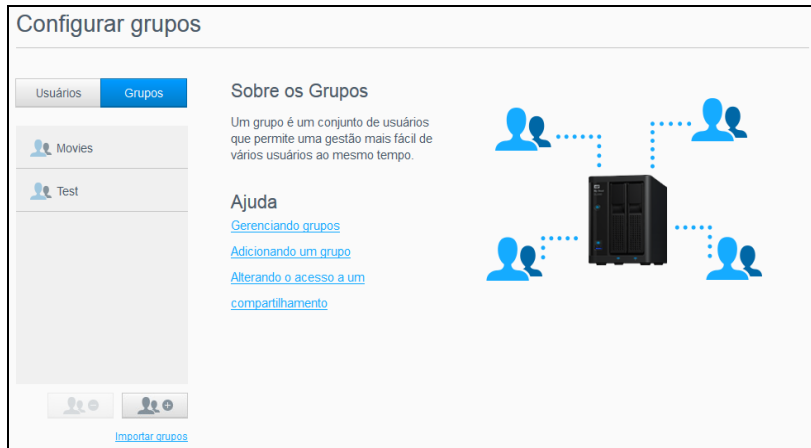 Configurar grupos
Usuários
Grupos
Movies
Test
Importar grupos
Sobre os Grupos
Um grupo é um conjunto de usuários
que permite uma gestão mais fácil de
vários usuários ao mesmo tempo.
Ajuda
Gerenciando grupos
Adicionando um grupo
Alterando o acesso a um
compartilhamento